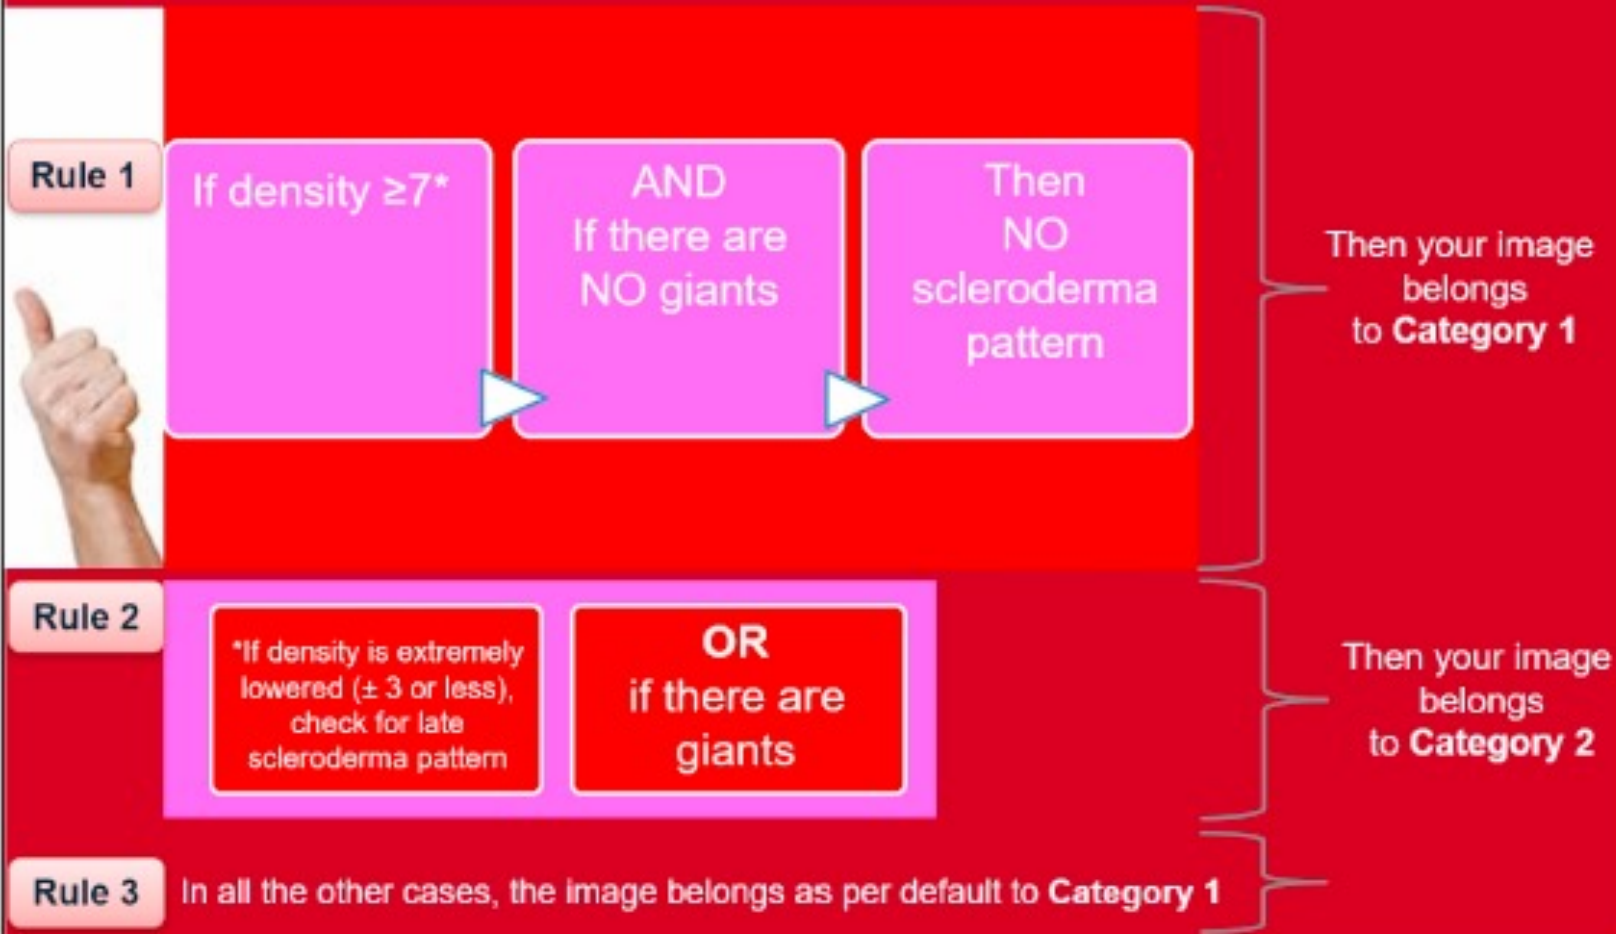 Rule 1
If density ≥7*
AND
If there are
NO giants
Then
NO
scleroderma
pattern
Then your image
belongs
to Category 1
Rule 2
*If density is extremely
lowered (± 3 or less),
check for late
scleroderma pattern
OR
if there are
giants
Then your image
belongs
to Category 2
Rule 3
In all the other cases, the image belongs as per default to Category 1